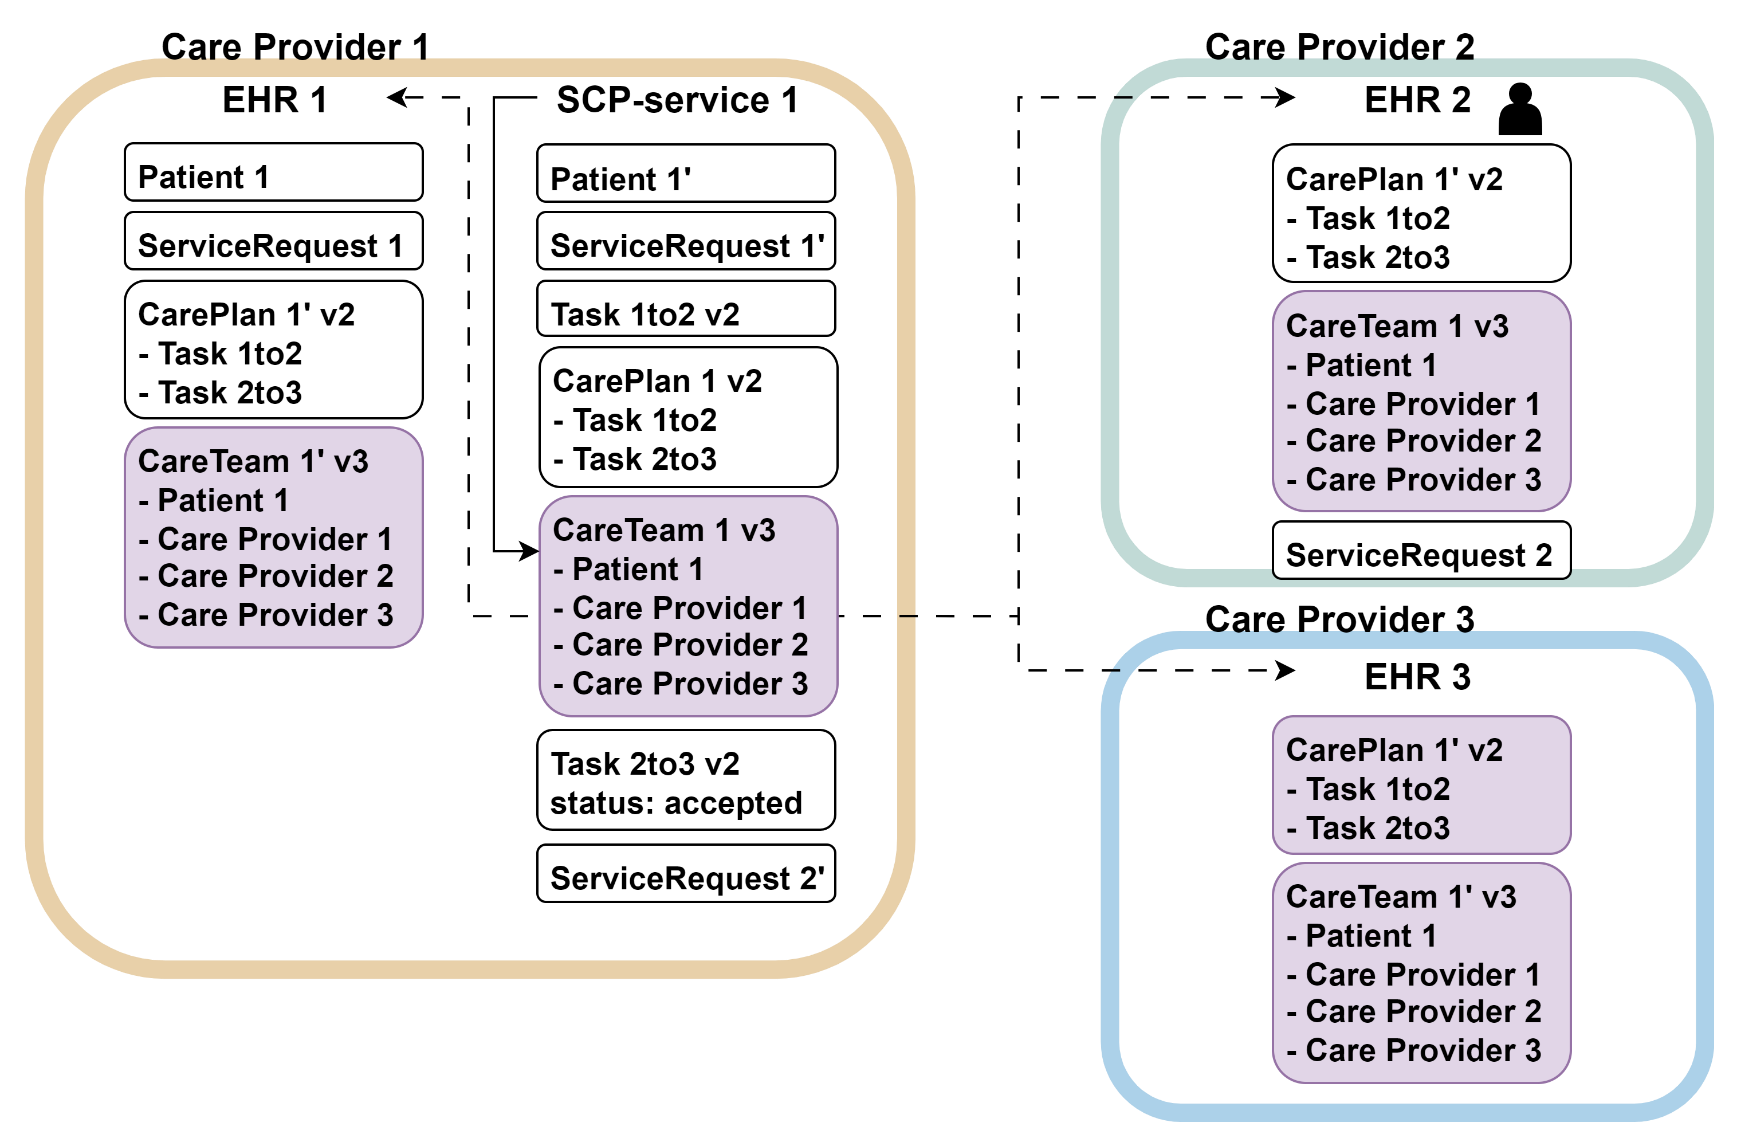 Care Provider 1
EHR 1
Patient 1
ServiceRequest 1
CarePlan 1' v2
- Task 1to2
- Task 2to3
CareTeam 1' v3
- Patient 1
- Care Provider 1
- Care Provider 2
- Care Provider 3
SCP-service 1
Patient 1'
ServiceRequest 1'
Task 1to2 v2
CarePlan 1 v2
- Task 1to2
- Task 2to3
CareTeam 1 v3
- Patient 1
- Care Provider 1
- Care Provider 2
- Care Provider 3
Task 2to3 v2
status: accepted
ServiceRequest 2'
Care Provider 2
EHR 2
CarePlan 1' v2
- Task 1to2
- Task 2to3
CareTeam 1 v3
- Patient 1
- Care Provider 1
- Care Provider 2
- Care Provider 3
ServiceRequest 2
Care Provider 3
EHR 3
CarePlan 1' v2
- Task 1to2
- Task 2to3
CareTeam 1' v3
- Patient 1
- Care Provider 1
- Care Provider 2
- Care Provider 3